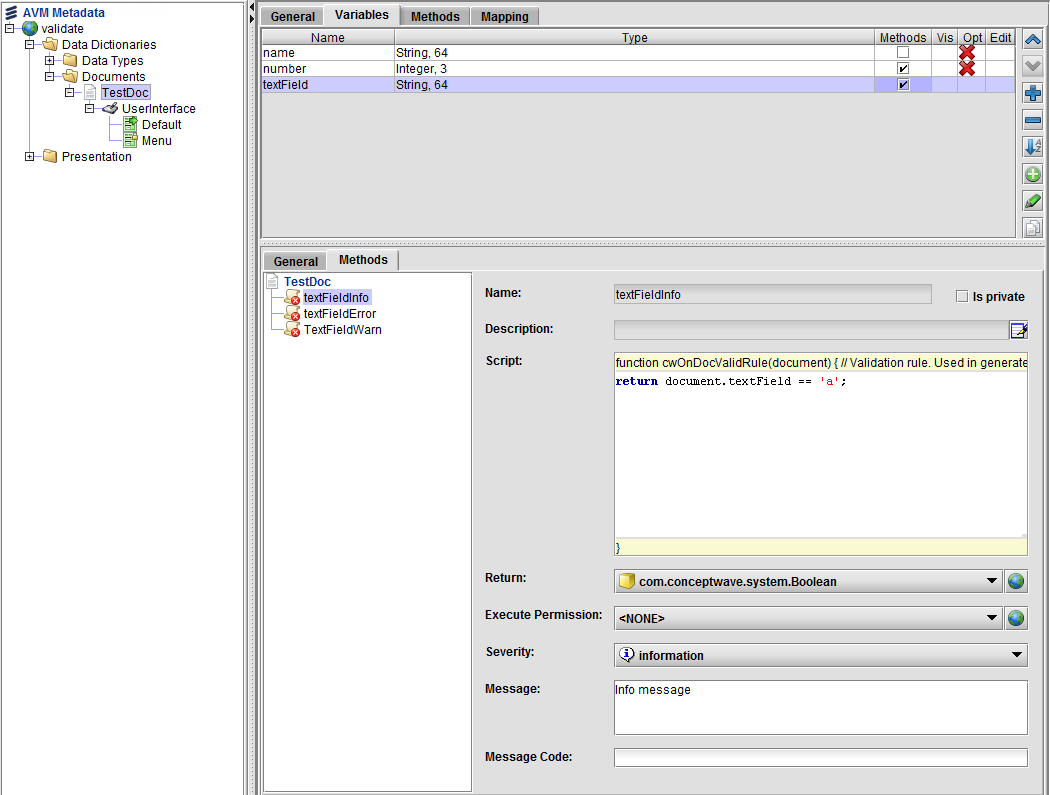 AVM Metadata
validate
Data Dictionaries
Data Types
Documents
TestDoc
UserInterface
Default
Menu
Presentation
General Variables Methods Mapping
Name Type Methods Vis Opt Edit
name String, 64
number Integer, 3
textField String, 64
General Methods
TestDoc
textFieldInfo
textFieldError
TextFieldWarn
Name: textFieldInfo Is private
Description:
Script: function cwOnDocValidRule(document) { // Validation rule. Used in generate
return document.textField == 'a';
}
Return: com.conceptwave.system.Boolean
Execute Permission: <NONE>
Severity: information
Message: Info message
Message Code: